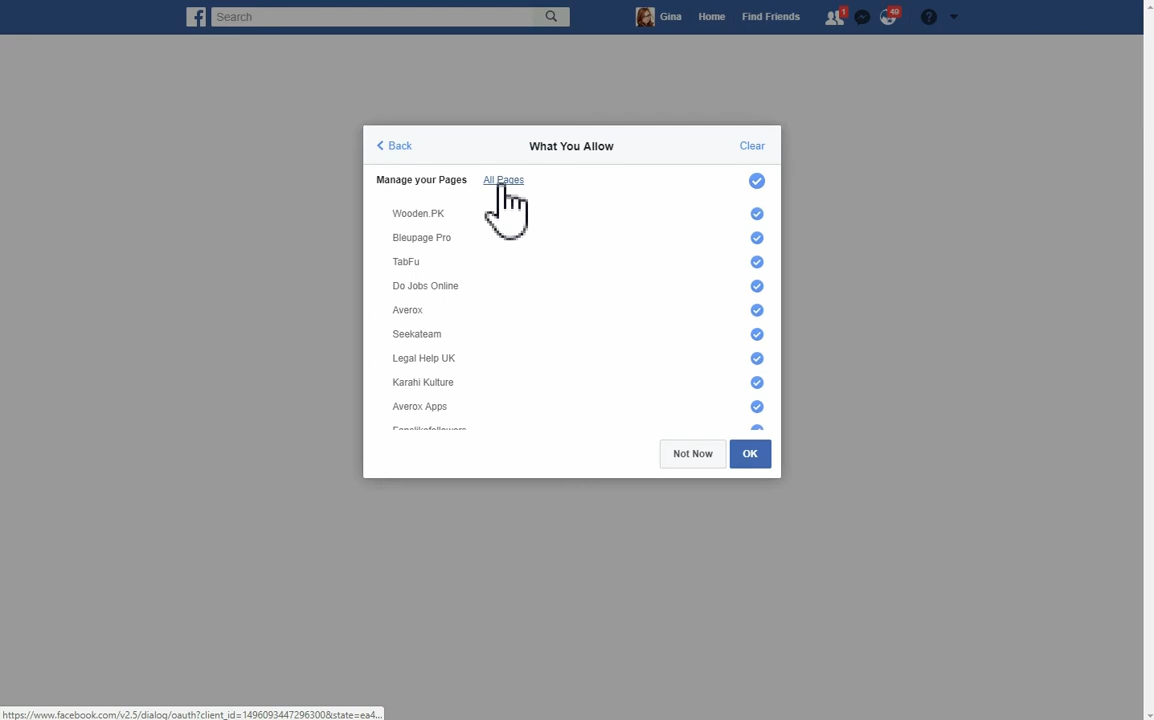 Search
Gina Home Find Friends 1 49
Back What You Allow Clear
Manage your Pages All Pages
Wooden.PK
Bleupage Pro
TabFu
Do Jobs Online
Averox
Seekateam
Legal Help UK
Karahi Kulture
Averox Apps
Fanslikefollowers
Not Now OK
https://www.facebook.com/v2.5/dialog/oauth?client_id=1496093447296300&state=ea4...